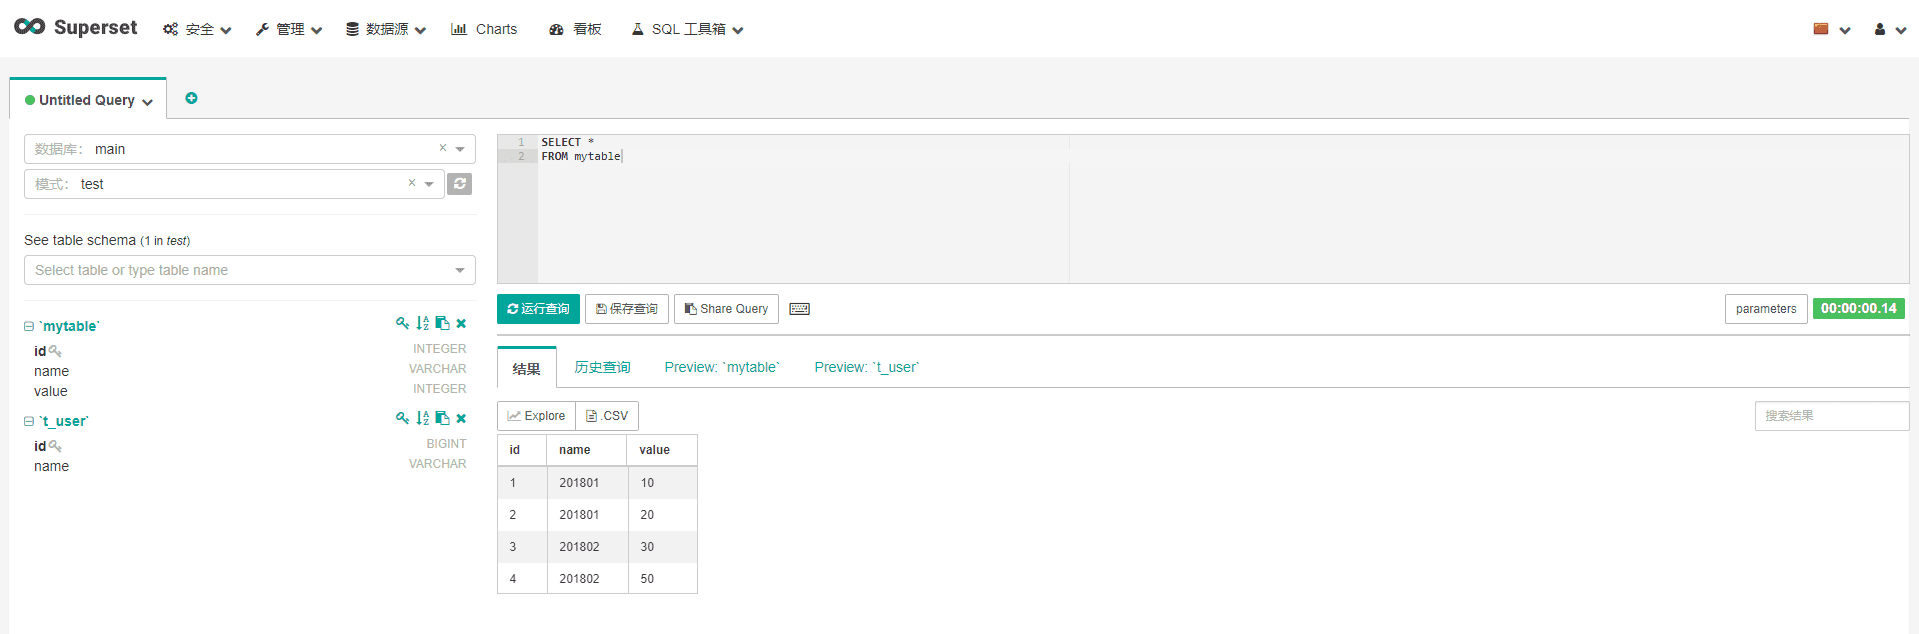 Superset 安全 管理 数据源 Charts 看板 SQL 工具箱
Untitled Query
数据库: main ×
模式: test ×
See table schema (1 in test)
Select table or type table name
`mytable`
id INTEGER
name VARCHAR
value INTEGER
`t_user`
id BIGINT
name VARCHAR
1 SELECT *
2 FROM mytable
运行查询 保存查询 Share Query parameters 00:00:00.14
结果 历史查询 Preview: `mytable` Preview: `t_user`
Explore .CSV 搜索结果
id name value
1 201801 10
2 201801 20
3 201802 30
4 201802 50